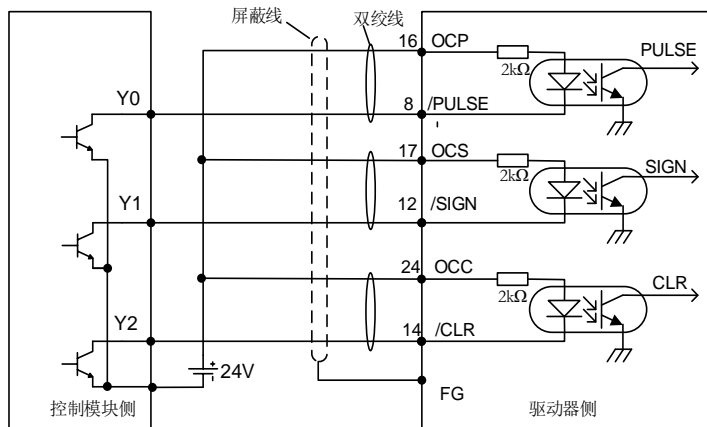 屏蔽线
双绞线
16 OCP
2kΩ
PULSE
Y0
8 /PULSE
17 OCS
2kΩ
SIGN
Y1
12 /SIGN
24 OCC
2kΩ
CLR
Y2
14 /CLR
24V
FG
控制模块侧
驱动器侧